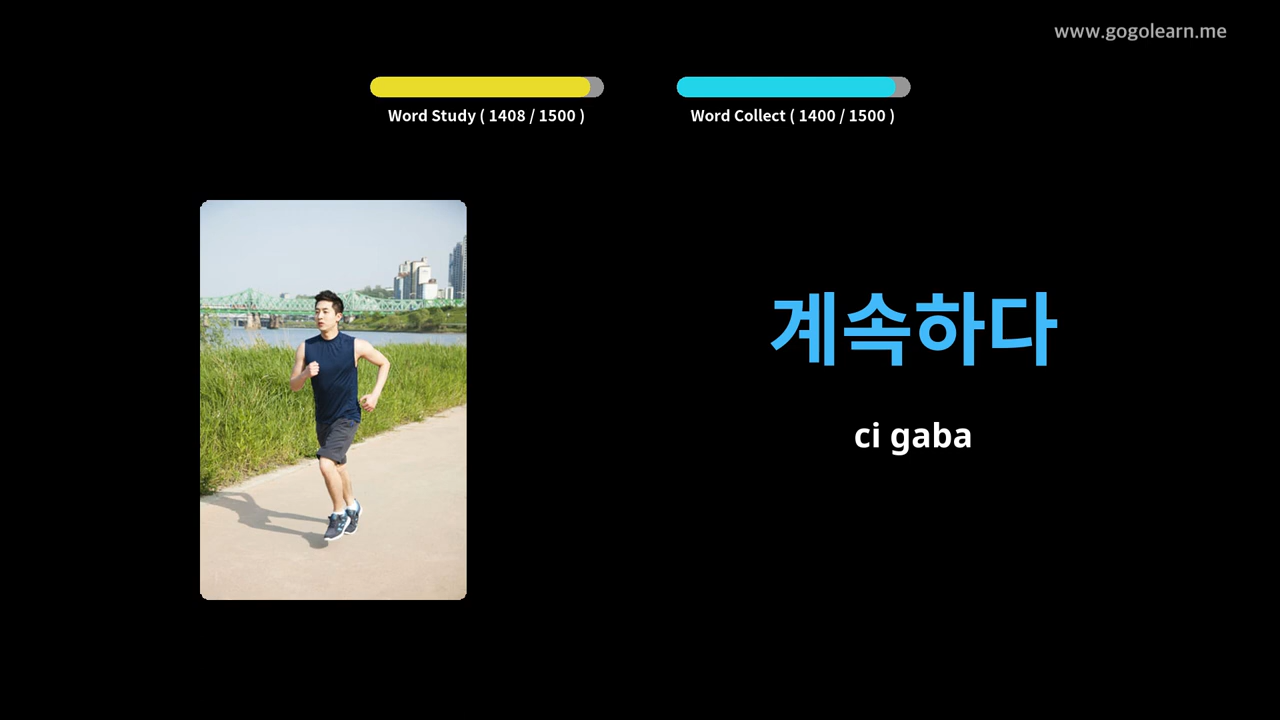 www.gogolearn.me
Word Study ( 1408 / 1500 )
Word Collect ( 1400 / 1500 )
계속하다
ci gaba